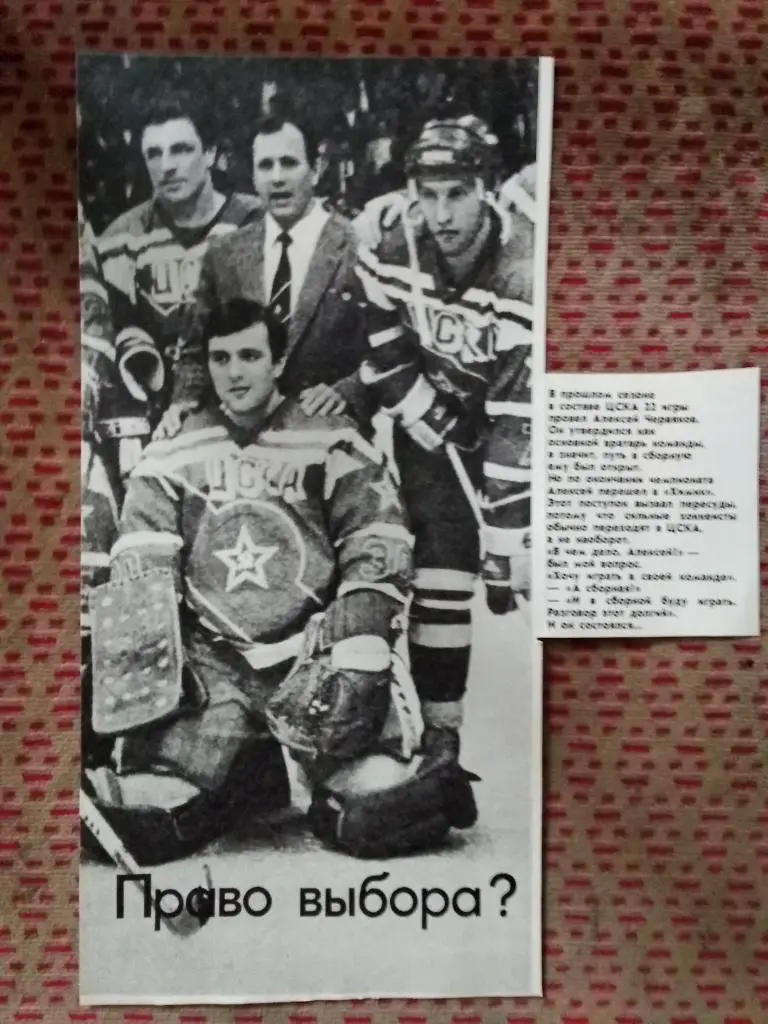 ЦСКА
ЦСКА
ЦСКА
Право выбора?
В прошлом сезоне
в составе ЦСКА 22 игры
провел Алексей Червяков.
Он утвердился как
основной вратарь команды,
а значит, путь в сборную
ему был открыт.
Но по окончании чемпионата
Алексей перешел в «Химик».
Этот поступок вызвал пересуды,
потому что сильные хоккеисты
обычно переходят в ЦСКА,
а не наоборот.
«В чем дело, Алексей?» —
был мой вопрос.
«Хочу играть в своей команде».
— «А сборная?»
— «И в сборной буду играть.
Разговор этот долгий».
И он состоялся...